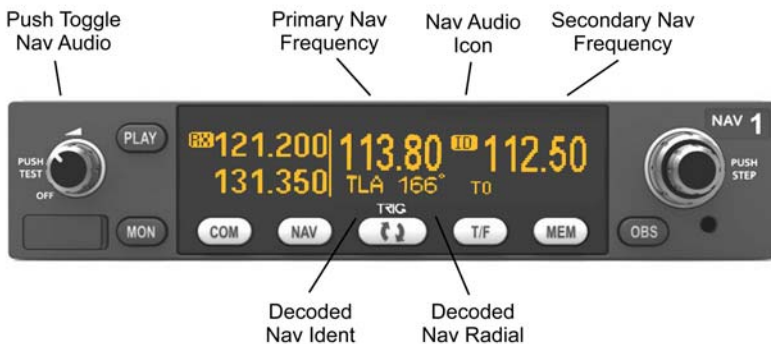 Push Toggle
Nav Audio
Primary Nav
Frequency
Nav Audio
Icon
Secondary Nav
Frequency
NAV 1
PLAY
RX 121.200 113.80 ID 112.50
PUSH
TEST
OFF
PUSH
STEP
131.350 TLA 166° TO
TRIG
MON COM NAV T/F MEM OBS
Decoded
Nav Ident
Decoded
Nav Radial